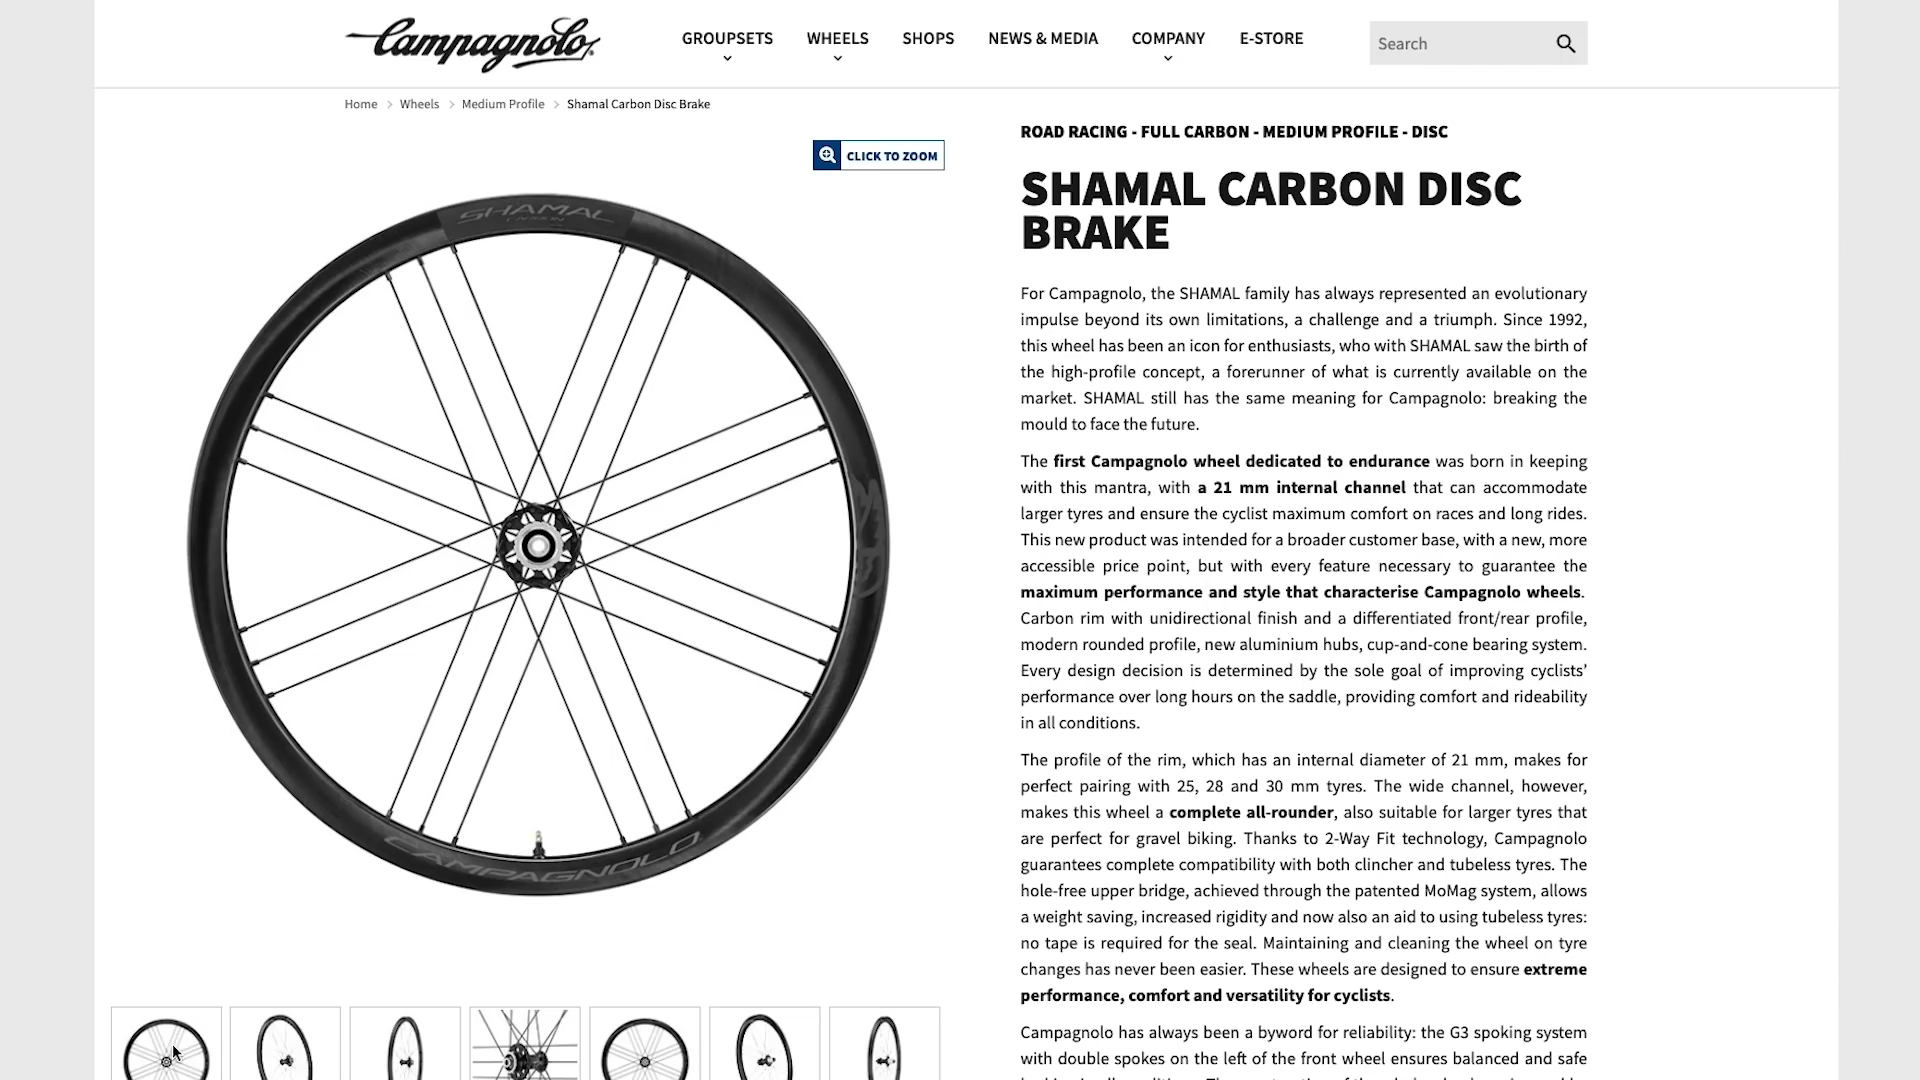 Campagnolo
GROUPSETS WHEELS SHOPS NEWS & MEDIA COMPANY E-STORE
Search
Home > Wheels > Medium Profile > Shamal Carbon Disc Brake
CLICK TO ZOOM
SHAMAL
CARBON
CAMPAGNOLO
ROAD RACING - FULL CARBON - MEDIUM PROFILE - DISC
SHAMAL CARBON DISC
BRAKE
For Campagnolo, the SHAMAL family has always represented an evolutionary
impulse beyond its own limitations, a challenge and a triumph. Since 1992,
this wheel has been an icon for enthusiasts, who with SHAMAL saw the birth of
the high-profile concept, a forerunner of what is currently available on the
market. SHAMAL still has the same meaning for Campagnolo: breaking the
mould to face the future.
The first Campagnolo wheel dedicated to endurance was born in keeping
with this mantra, with a 21 mm internal channel that can accommodate
larger tyres and ensure the cyclist maximum comfort on races and long rides.
This new product was intended for a broader customer base, with a new, more
accessible price point, but with every feature necessary to guarantee the
maximum performance and style that characterise Campagnolo wheels.
Carbon rim with unidirectional finish and a differentiated front/rear profile,
modern rounded profile, new aluminium hubs, cup-and-cone bearing system.
Every design decision is determined by the sole goal of improving cyclists’
performance over long hours on the saddle, providing comfort and rideability
in all conditions.
The profile of the rim, which has an internal diameter of 21 mm, makes for
perfect pairing with 25, 28 and 30 mm tyres. The wide channel, however,
makes this wheel a complete all-rounder, also suitable for larger tyres that
are perfect for gravel biking. Thanks to 2-Way Fit technology, Campagnolo
guarantees complete compatibility with both clincher and tubeless tyres. The
hole-free upper bridge, achieved through the patented MoMag system, allows
a weight saving, increased rigidity and now also an aid to using tubeless tyres:
no tape is required for the seal. Maintaining and cleaning the wheel on tyre
changes has never been easier. These wheels are designed to ensure extreme
performance, comfort and versatility for cyclists.
Campagnolo has always been a byword for reliability: the G3 spoking system
with double spokes on the left of the front wheel ensures balanced and safe